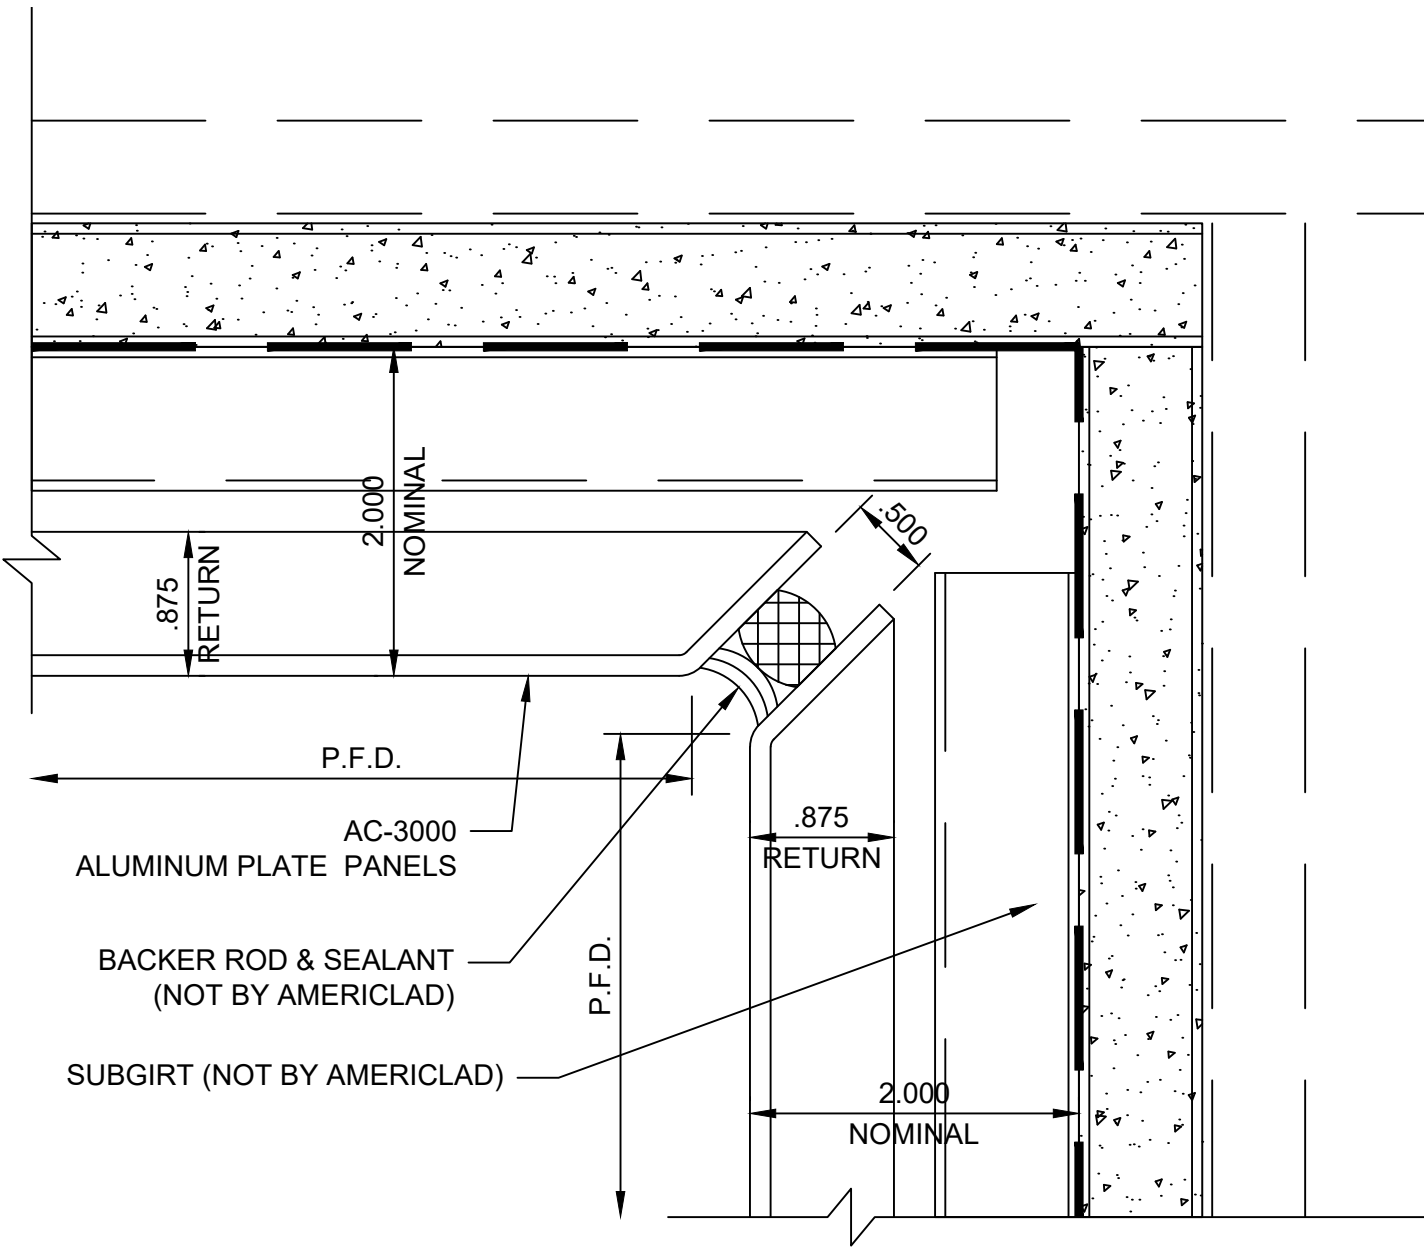 2.000
NOMINAL
.500
.875
RETURN
P.F.D.
AC-3000
ALUMINUM PLATE PANELS
.875
RETURN
BACKER ROD & SEALANT
(NOT BY AMERICLAD)
P.F.D.
SUBGIRT (NOT BY AMERICLAD)
2.000
NOMINAL